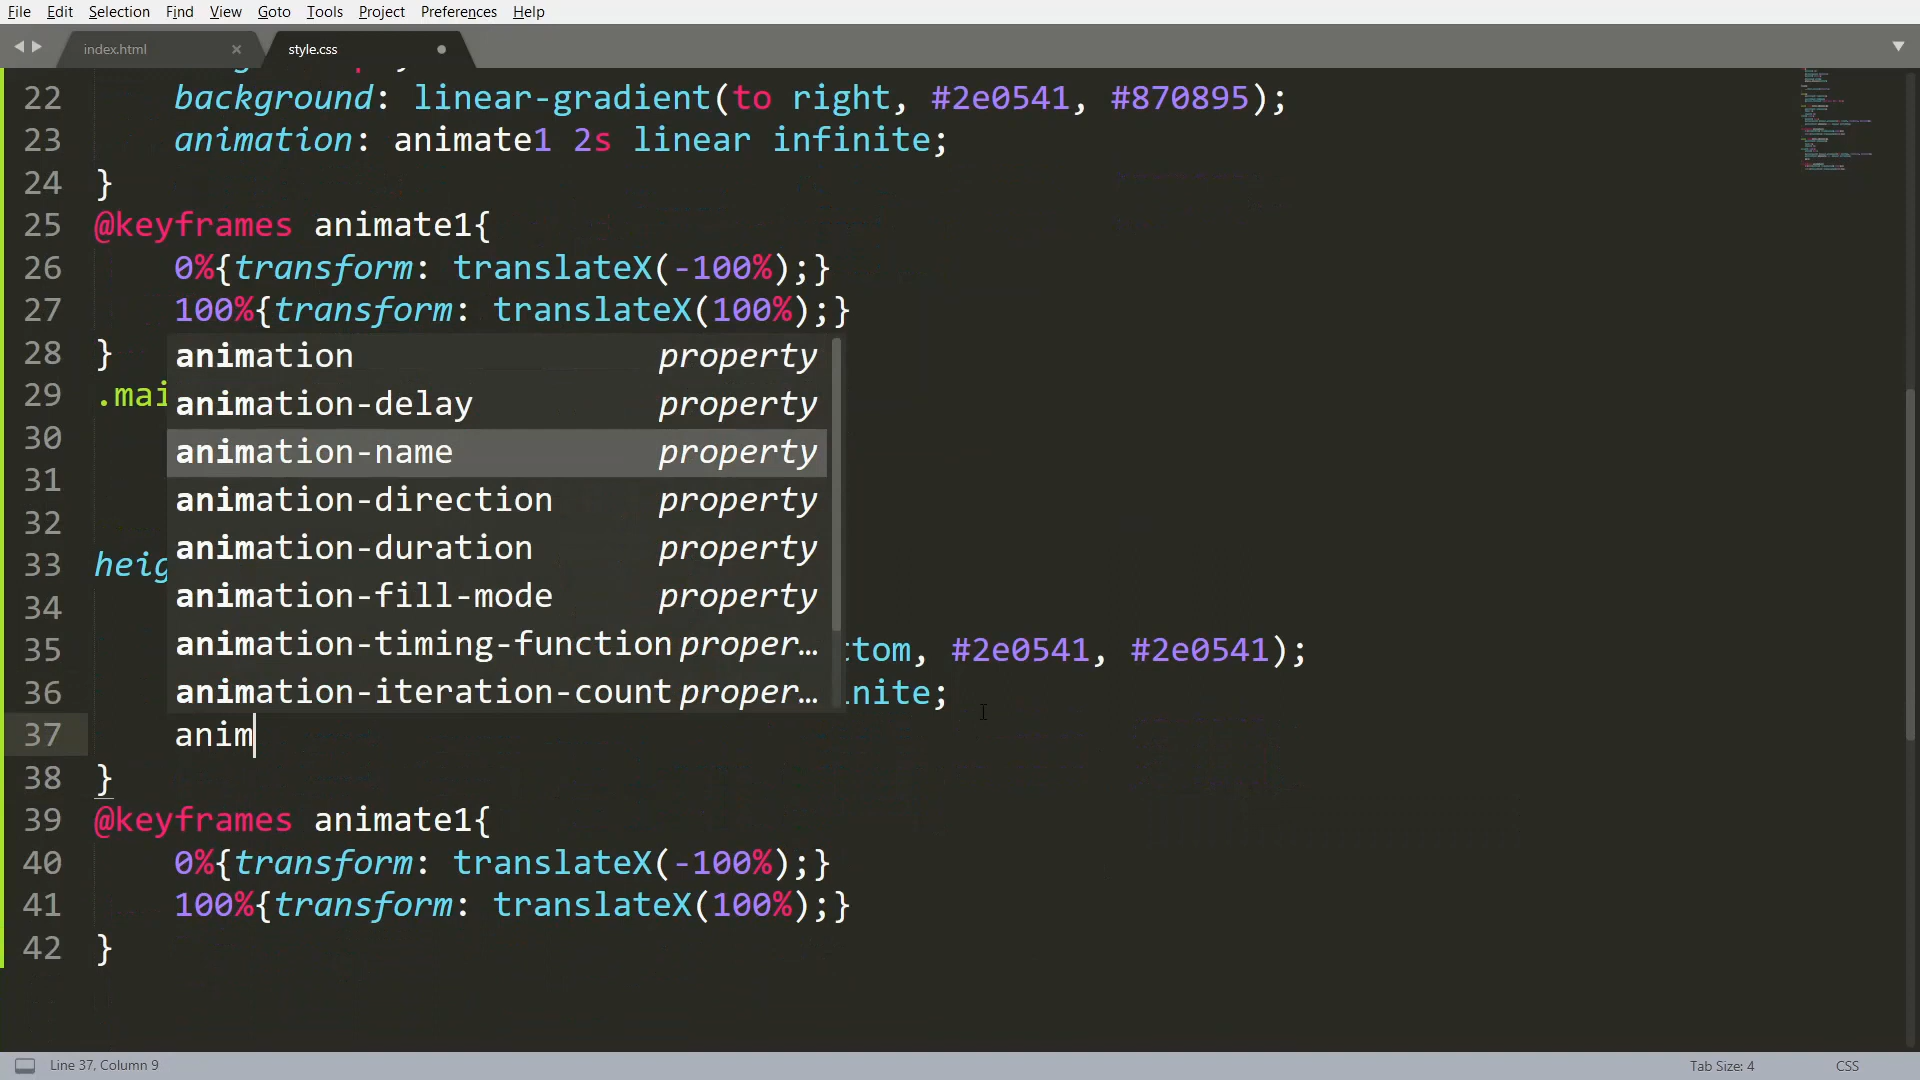 File Edit Selection Find View Goto Tools Project Preferences Help
index.html × style.css
22 background: linear-gradient(to right, #2e0541, #870895);
23 animation: animate1 2s linear infinite;
24 }
25 @keyframes animate1{
26 0%{transform: translateX(-100%);}
27 100%{transform: translateX(100%);}
28 }
animation property
29 .mai
animation-delay property
30
animation-name property
31
animation-direction property
32
animation-duration property
33 heig
animation-fill-mode property
34
animation-timing-function proper…
35 ttom, #2e0541, #2e0541);
animation-iteration-count proper…
36 nite;
37 anim
38 }
39 @keyframes animate1{
40 0%{transform: translateX(-100%);}
41 100%{transform: translateX(100%);}
42 }
Line 37, Column 9 Tab Size: 4 CSS